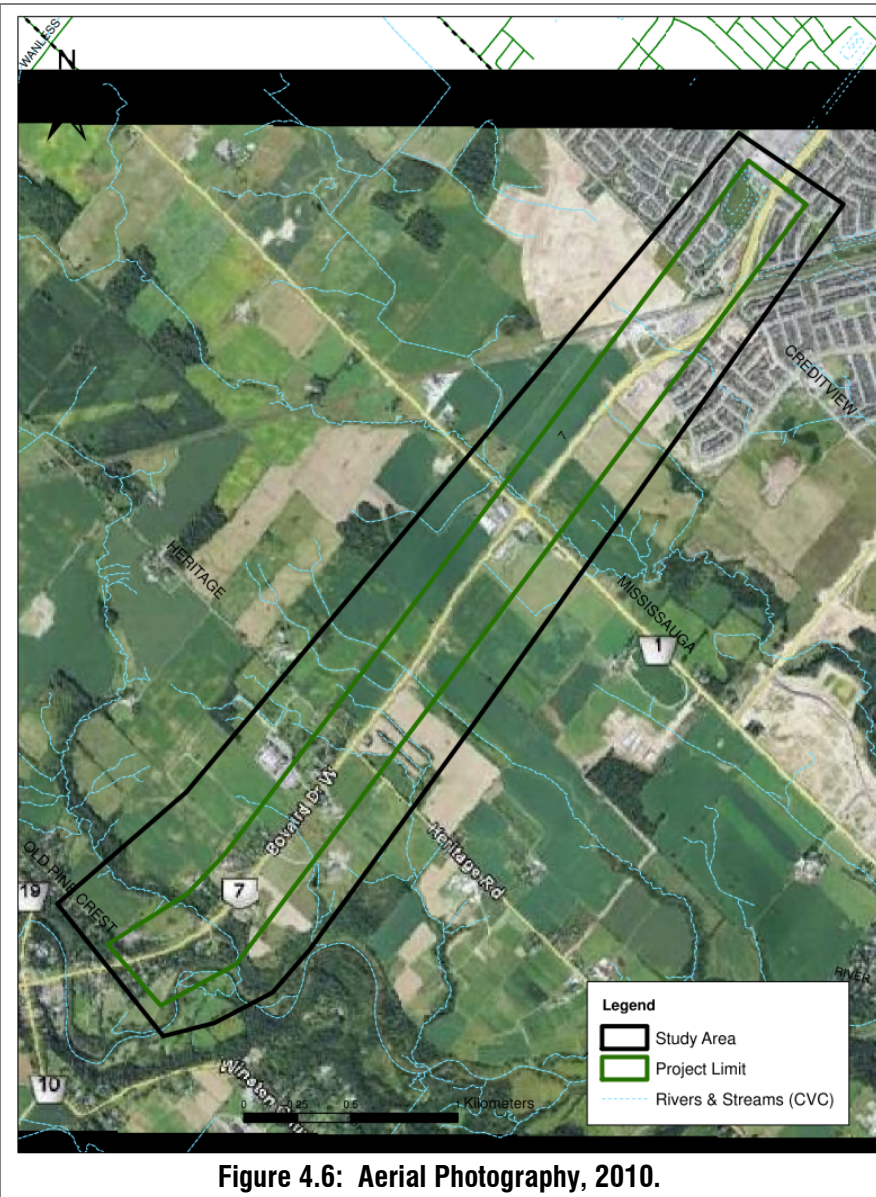 WANLESS
N
CREDITVIEW
HERITAGE
MISSISSAUGA
1
Bovaird Dr W
7
Heritage Rd
OLD PINE CREST
19
10
RIVER
Winston
0 0.25 0.5 1 Kilometers
Legend
Study Area
Project Limit
Rivers & Streams (CVC)
Figure 4.6: Aerial Photography, 2010.